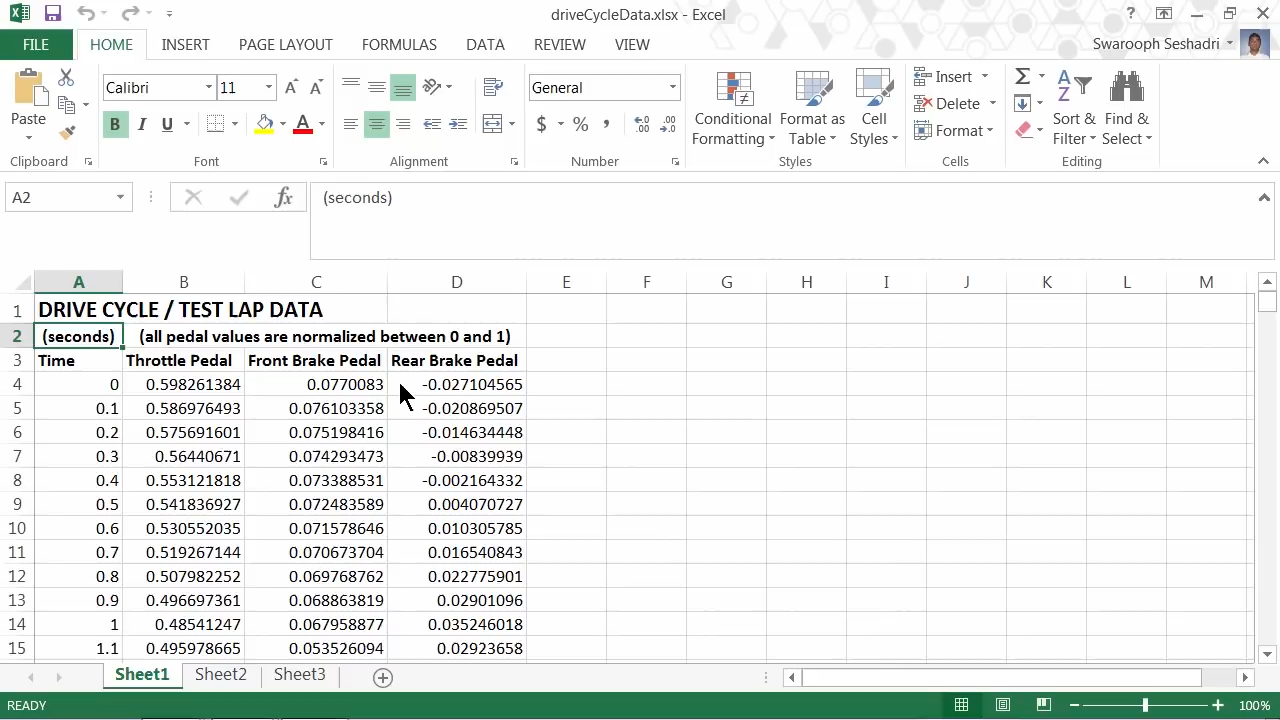 driveCycleData.xlsx - Excel
?
FILE HOME INSERT PAGE LAYOUT FORMULAS DATA REVIEW VIEW Swaroop​h Seshadri
Calibri 11 General Insert Σ
Paste B I U A $ % , Conditional Formatting Format as Table Cell Styles Delete Sort & Filter Find & Select
Format
Clipboard Font Alignment Number Styles Cells Editing
A2 fx (seconds)
A B C D E F G H I J K L M
1 DRIVE CYCLE / TEST LAP DATA
2 (seconds) (all pedal values are normalized between 0 and 1)
3 Time Throttle Pedal Front Brake Pedal Rear Brake Pedal
4 0 0.598261384 0.0770083 -0.027104565
5 0.1 0.586976493 0.076103358 -0.020869507
6 0.2 0.575691601 0.075198416 -0.014634448
7 0.3 0.56440671 0.074293473 -0.00839939
8 0.4 0.553121818 0.073388531 -0.002164332
9 0.5 0.541836927 0.072483589 0.004070727
10 0.6 0.530552035 0.071578646 0.010305785
11 0.7 0.519267144 0.070673704 0.016540843
12 0.8 0.507982252 0.069768762 0.022775901
13 0.9 0.496697361 0.068863819 0.02901096
14 1 0.48541247 0.067958877 0.035246018
15 1.1 0.495978665 0.053526094 0.02923658
Sheet1 Sheet2 Sheet3
READY 100%